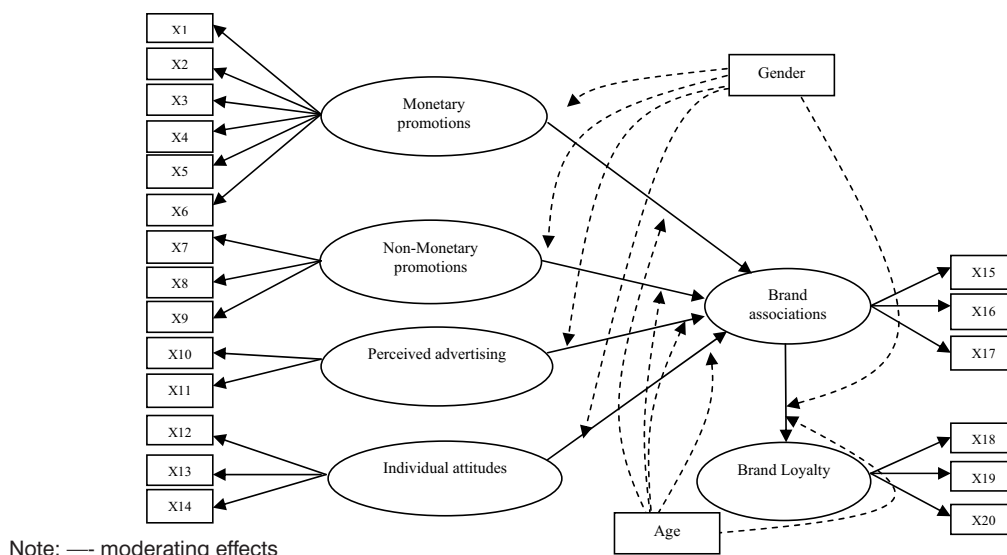 X1
X2
X3
X4
X5
X6
X7
X8
X9
X10
X11
X12
X13
X14
Monetary
promotions
Non-Monetary
promotions
Perceived advertising
Individual attitudes
Gender
Brand
associations
Brand Loyalty
Age
X15
X16
X17
X18
X19
X20
Note: —- moderating effects